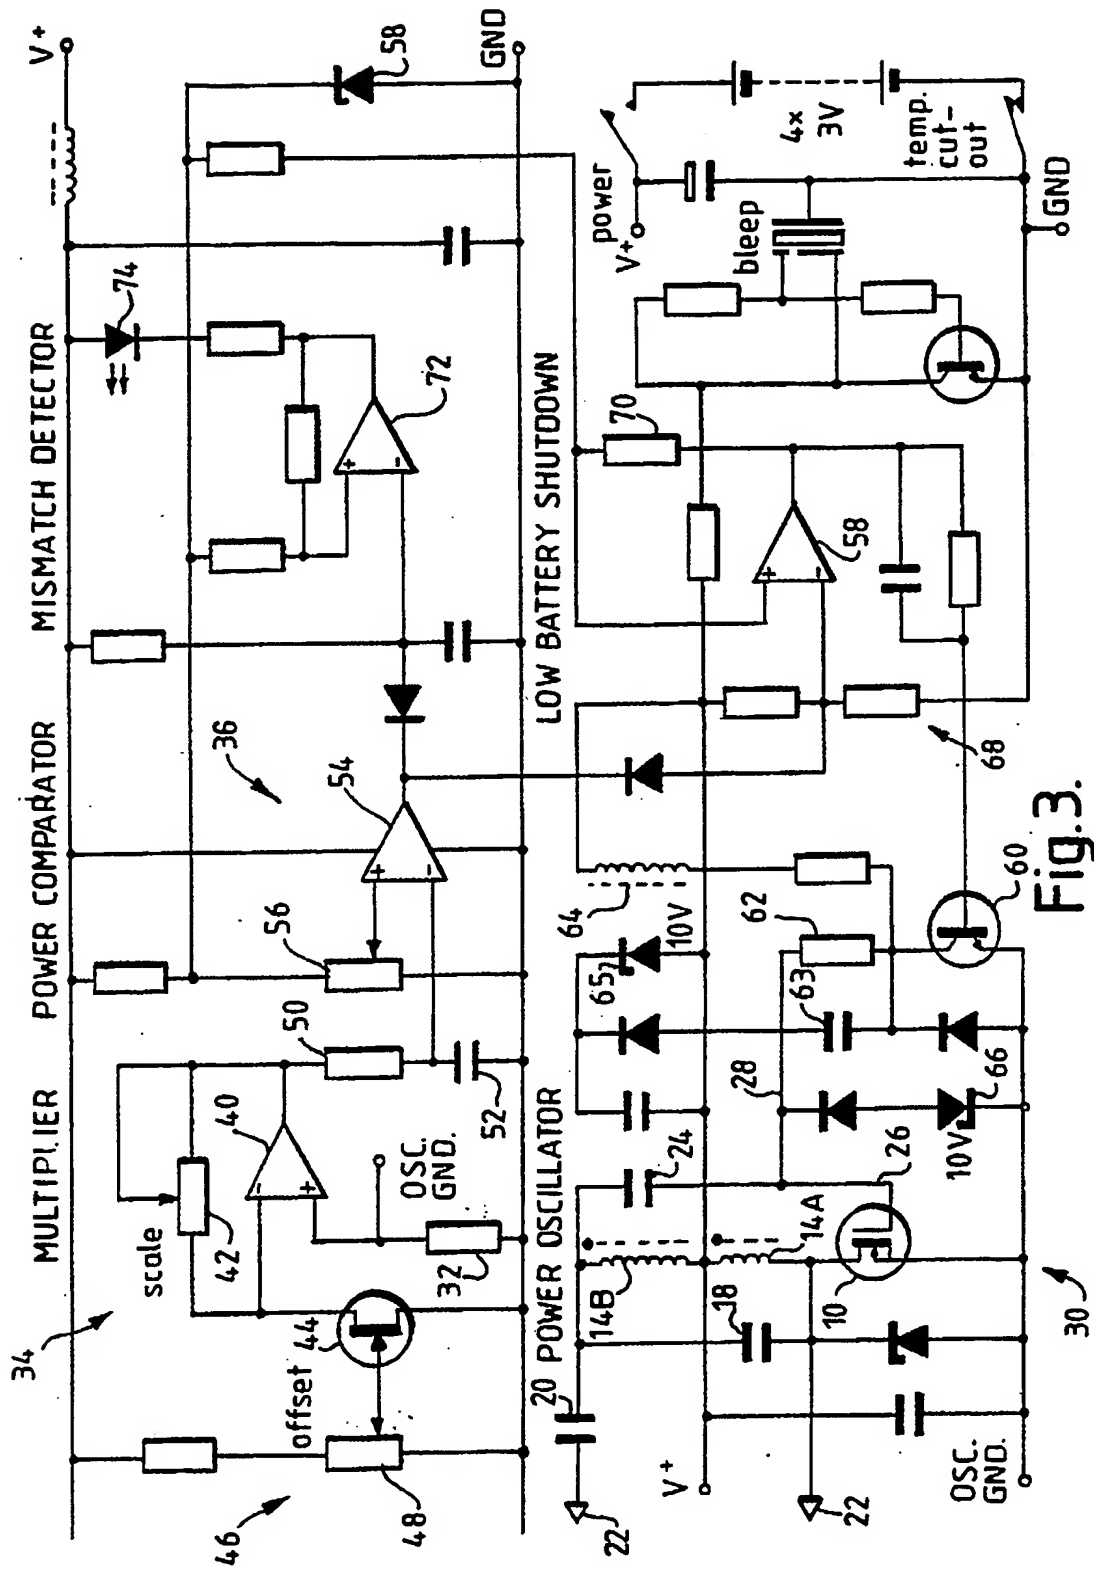 34
MULTIPLIER
POWER COMPARATOR
MISMATCH DETECTOR
V+
scale
42
40
56
36
54
74
72
58
44
offset
46
48
32
OSC.
GND.
50
52
+
-
+
-
+
-
GND
20
POWER OSCILLATOR
LOW BATTERY SHUTDOWN
22
14B
24
65
64
10V
70
bleep
power
V+
4x
3V
temp.
cut-
out
V+
18
14A
28
63
62
58
+
-
22
10
26
10V
66
60
68
GND
OSC.
GND.
30
Fig.3.